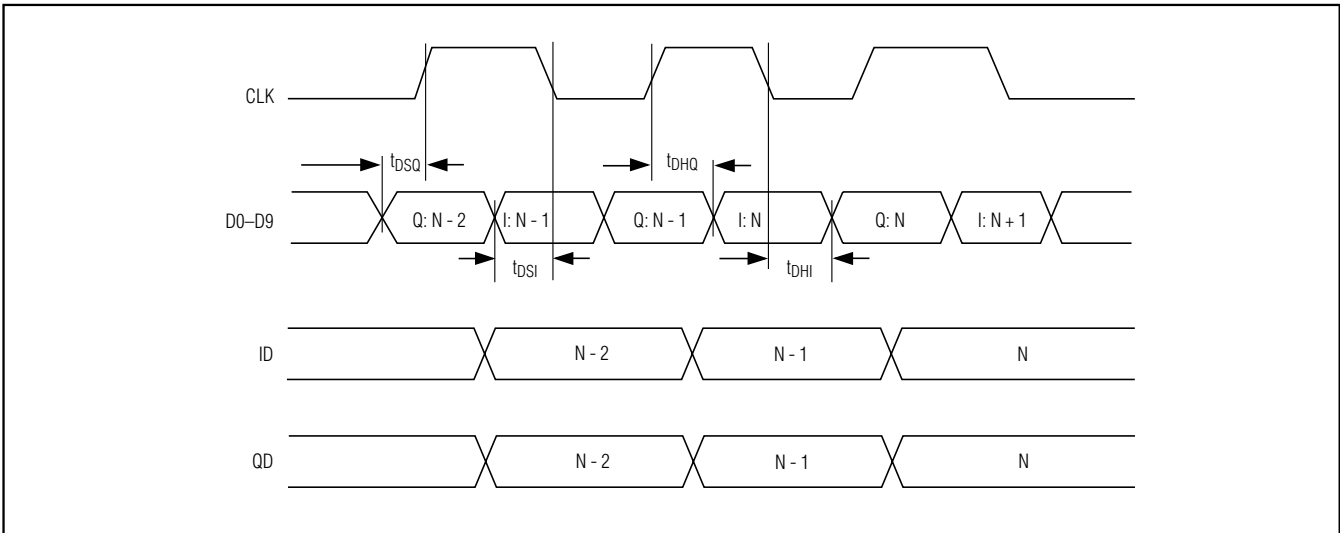 CLK
tDSQ
tDHQ
D0–D9
Q: N - 2
I: N - 1
Q: N - 1
I: N
Q: N
I: N + 1
tDSI
tDHI
ID
N - 2
N - 1
N
QD
N - 2
N - 1
N